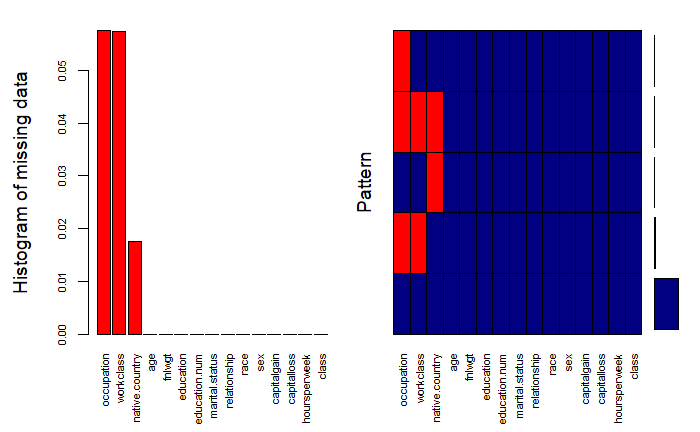 Histogram of missing data
0.00
0.01
0.02
0.03
0.04
0.05
occupation
workclass
native.country
age
fnlwgt
education
education.num
marital.status
relationship
race
sex
capitalgain
capitalloss
hoursperweek
class
Pattern
occupation
workclass
native.country
age
fnlwgt
education
education.num
marital.status
relationship
race
sex
capitalgain
capitalloss
hoursperweek
class